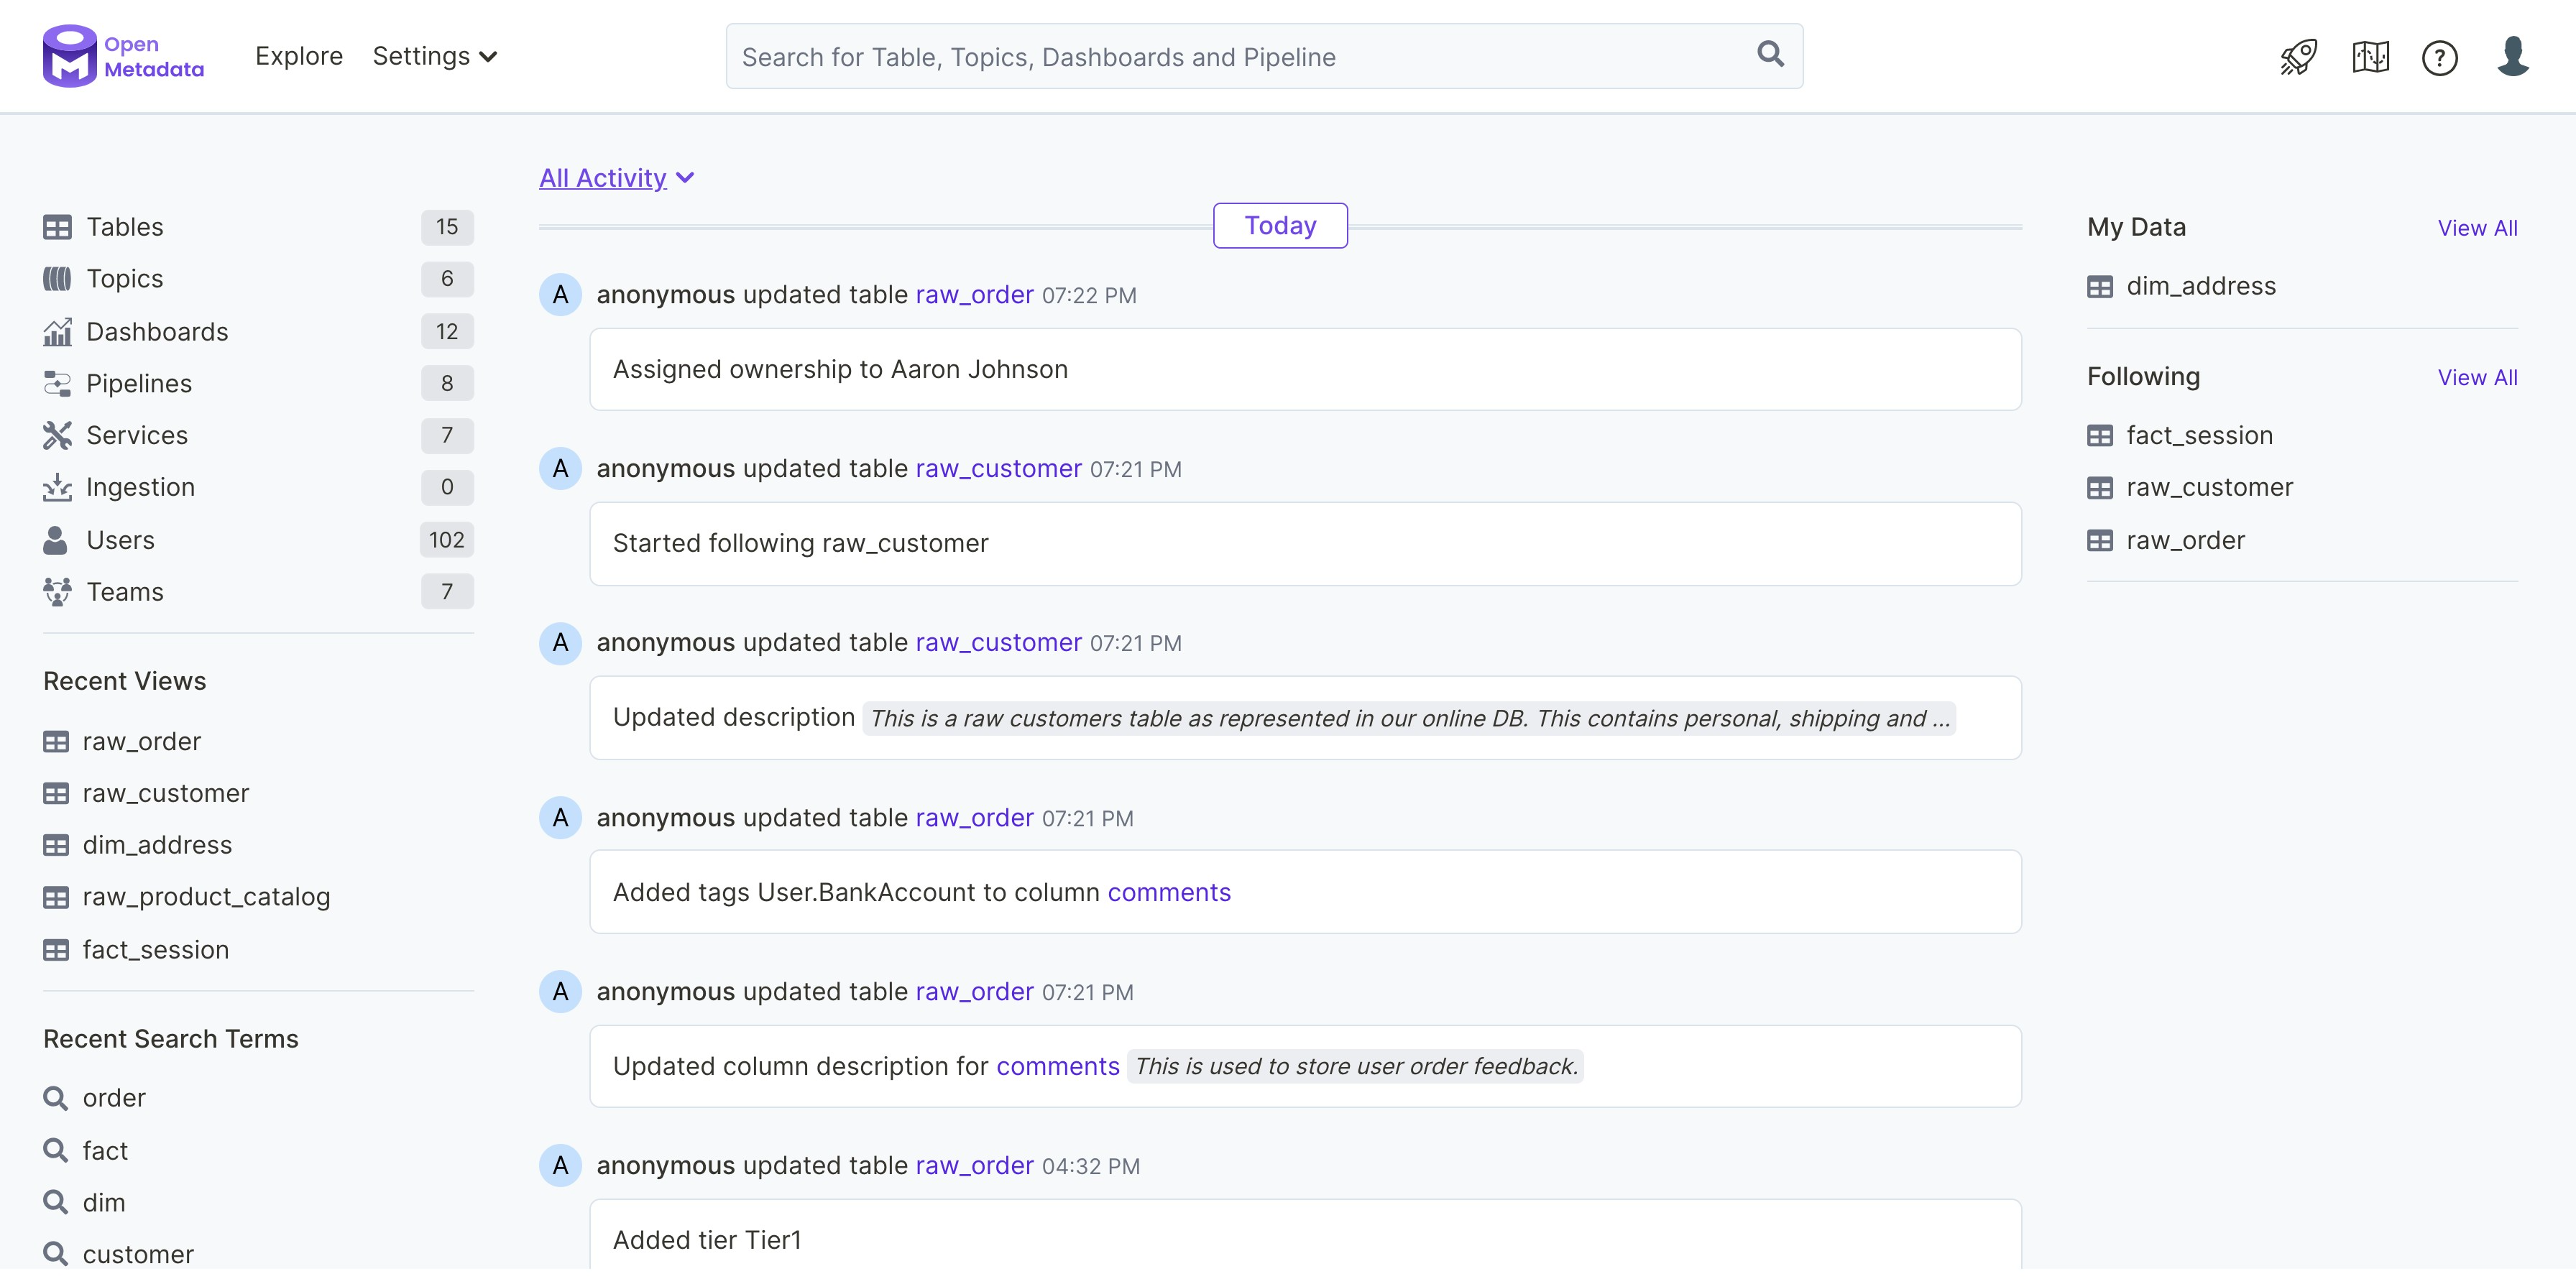 Open
Metadata
Explore
Settings
Search for Table, Topics, Dashboards and Pipeline
?
Tables 15
Topics 6
Dashboards 12
Pipelines 8
Services 7
Ingestion 0
Users 102
Teams 7
Recent Views
raw_order
raw_customer
dim_address
raw_product_catalog
fact_session
Recent Search Terms
order
fact
dim
customer
All Activity
Today
A anonymous updated table raw_order 07:22 PM
Assigned ownership to Aaron Johnson
A anonymous updated table raw_customer 07:21 PM
Started following raw_customer
A anonymous updated table raw_customer 07:21 PM
Updated description This is a raw customers table as represented in our online DB. This contains personal, shipping and ...
A anonymous updated table raw_order 07:21 PM
Added tags User.BankAccount to column comments
A anonymous updated table raw_order 07:21 PM
Updated column description for comments This is used to store user order feedback.
A anonymous updated table raw_order 04:32 PM
Added tier Tier1
My Data View All
dim_address
Following View All
fact_session
raw_customer
raw_order